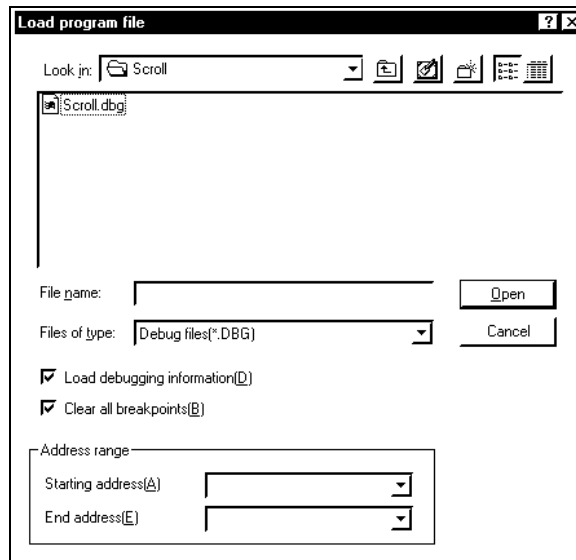 Load program file
Look in: Scroll
Scroll.dbg
File name:
Open
Files of type: Debug files(*.DBG)
Cancel
Load debugging information(D)
Clear all breakpoints(B)
Address range
Starting address(A)
End address(E)